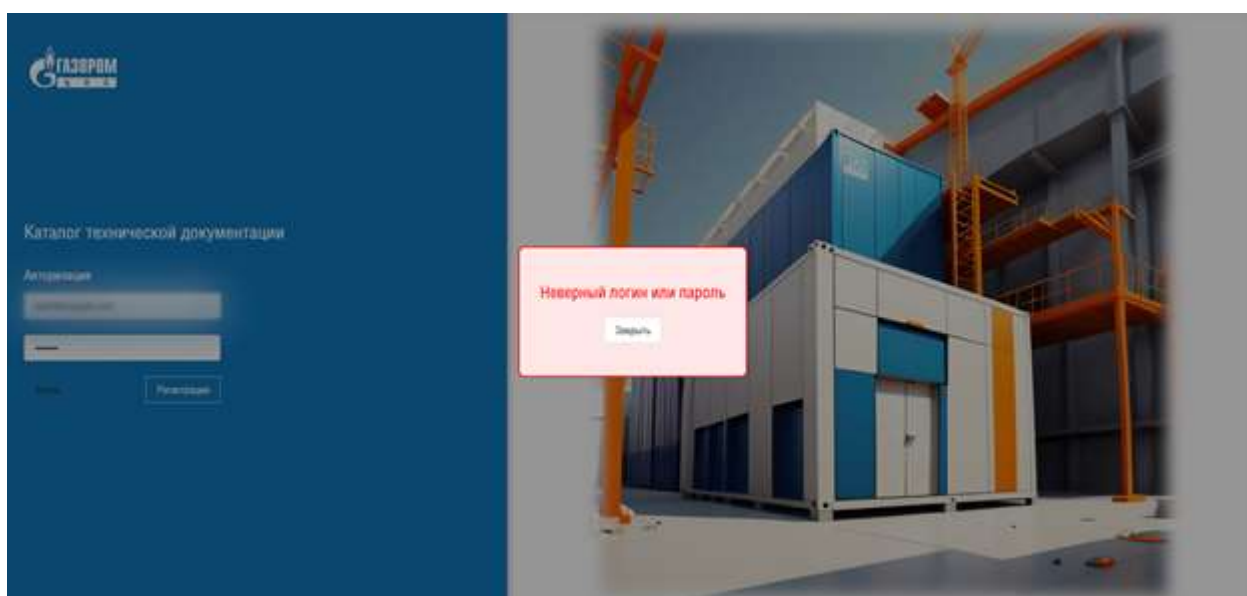 ГАЗПРОМ
Каталог технической документации
Авторизация
Регистрация
Неверный логин или пароль
Закрыть